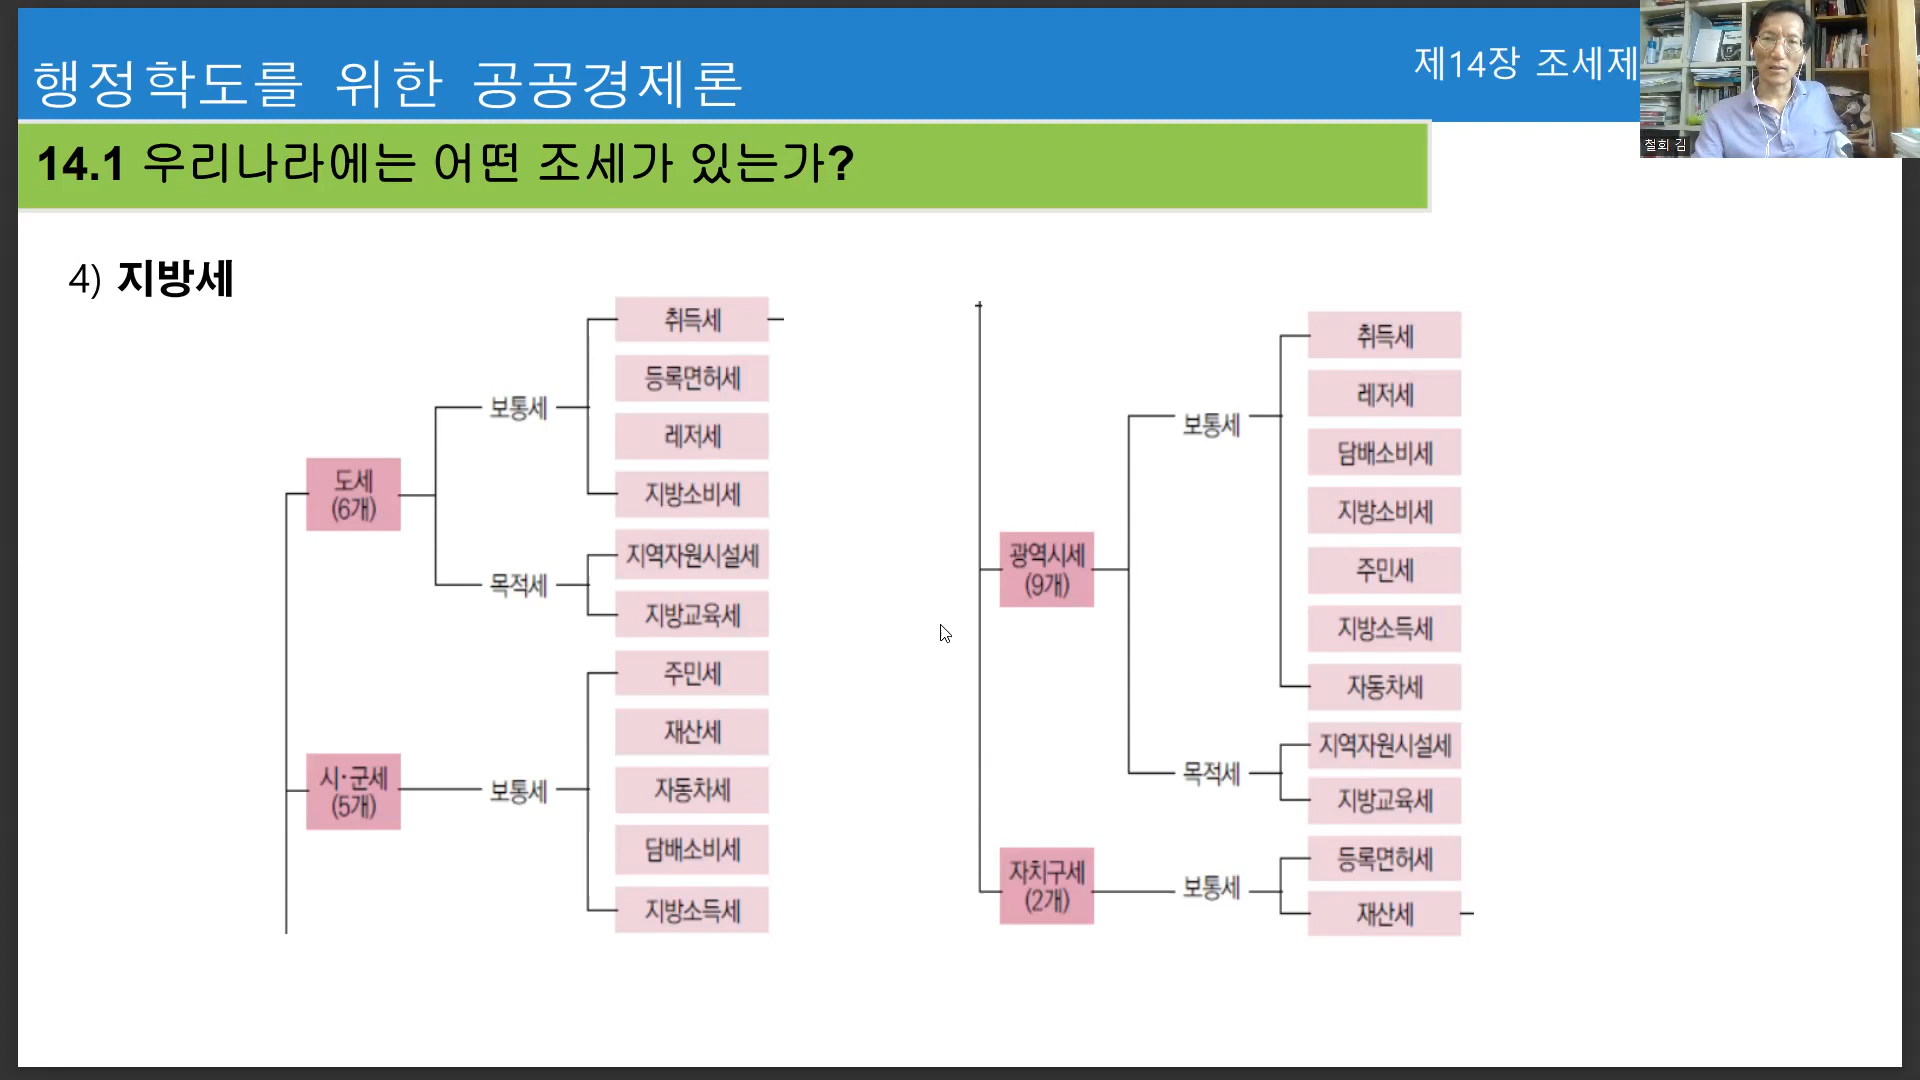 행정학도를 위한 공공경제론
제14장 조세제
철회 김
14.1 우리나라에는 어떤 조세가 있는가?
4) 지방세
도세
(6개)
보통세
취득세
등록면허세
레저세
지방소비세
목적세
지역자원시설세
지방교육세
시·군세
(5개)
보통세
주민세
재산세
자동차세
담배소비세
지방소득세
광역시세
(9개)
보통세
취득세
레저세
담배소비세
지방소비세
주민세
지방소득세
자동차세
목적세
지역자원시설세
지방교육세
자치구세
(2개)
보통세
등록면허세
재산세